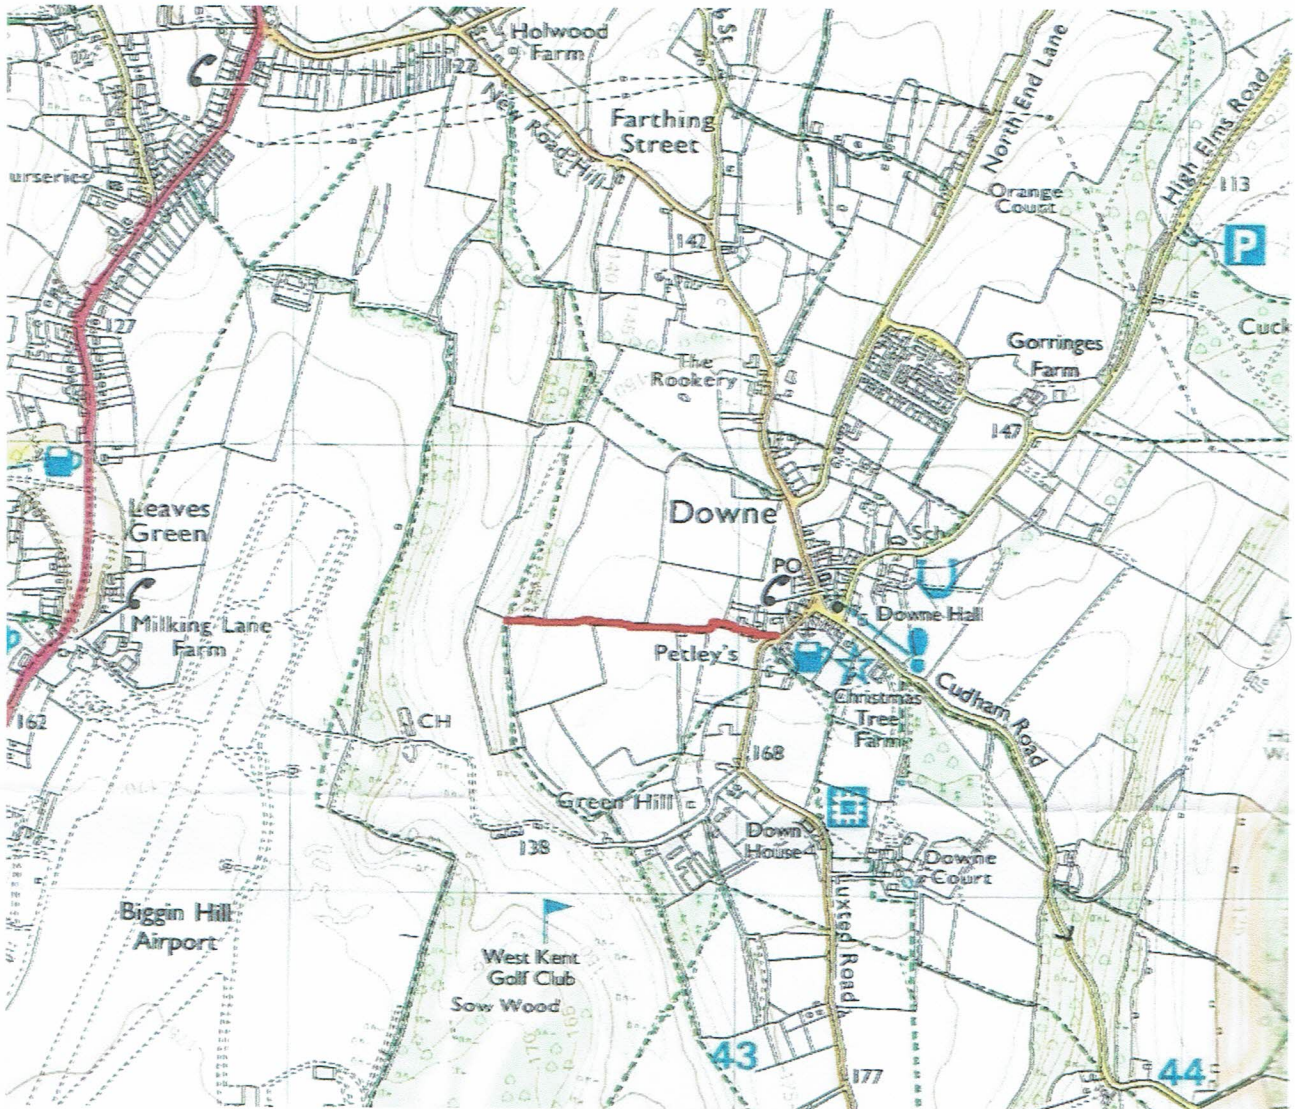 Holwood
Farm
122
New Road Hill
Farthing
Street
St
North End Lane
High Elms Road
113
P
urseries
Orange
Court
142
127
Gorringes
Farm
Cuck
The
Rookery
147
Leaves
Green
Downe
Sch
PO
Downe Hall
Milking Lane
Farm
Petley's
Christmas
Tree
Farm
Cudham Road
162
CH
168
Green Hill
138
Down
House
Downe
Court
Luxted Road
Biggin Hill
Airport
West Kent
Golf Club
Sow Wood
43
44
177